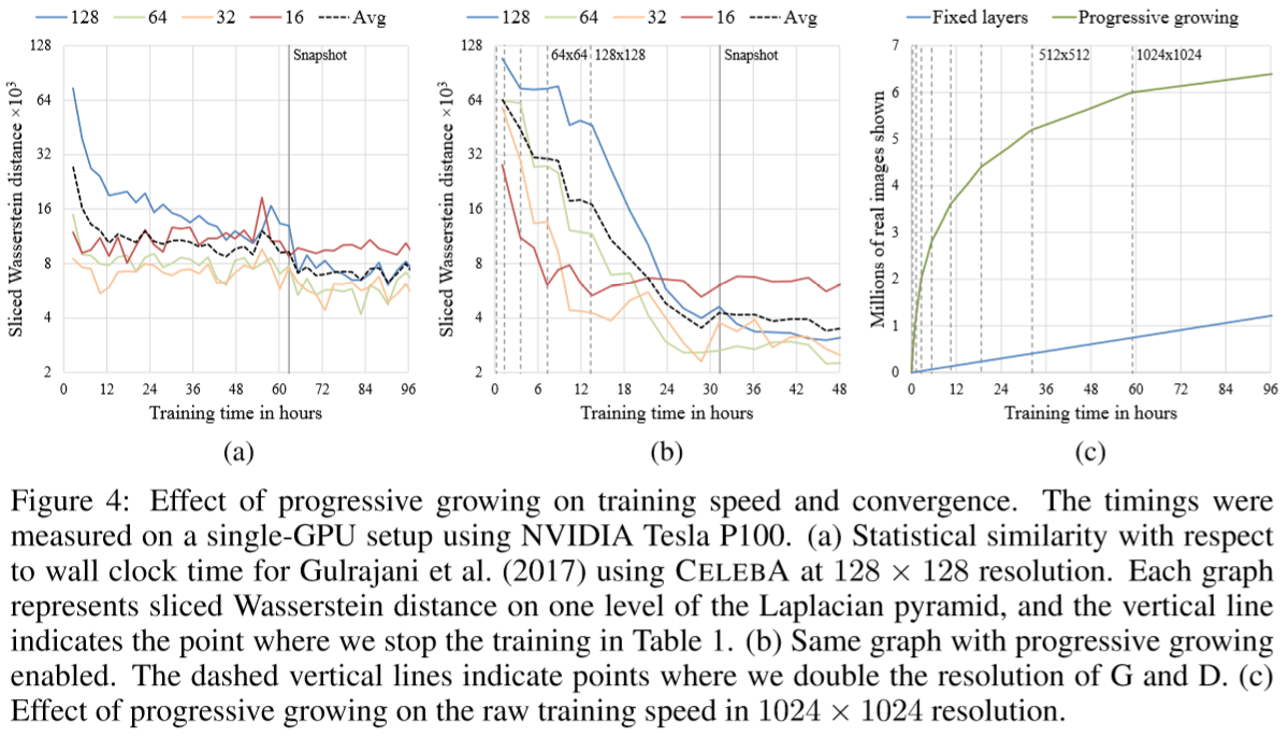 128 64 32 16 Avg
128
64
32
16
8
4
2
Sliced Wasserstein distance ×10³
Snapshot
0 12 24 36 48 60 72 84 96
Training time in hours
(a)
128 64 32 16 Avg
128
64
32
16
8
4
2
Sliced Wasserstein distance ×10³
64x64 128x128 Snapshot
0 6 12 18 24 30 36 42 48
Training time in hours
(b)
Fixed layers Progressive growing
7
6
5
4
3
2
1
0
Millions of real images shown
512x512 1024x1024
0 12 24 36 48 60 72 84 96
Training time in hours
(c)
Figure 4: Effect of progressive growing on training speed and convergence. The timings were
measured on a single-GPU setup using NVIDIA Tesla P100. (a) Statistical similarity with respect
to wall clock time for Gulrajani et al. (2017) using CELEBA at 128 × 128 resolution. Each graph
represents sliced Wasserstein distance on one level of the Laplacian pyramid, and the vertical line
indicates the point where we stop the training in Table 1. (b) Same graph with progressive growing
enabled. The dashed vertical lines indicate points where we double the resolution of G and D. (c)
Effect of progressive growing on the raw training speed in 1024 × 1024 resolution.